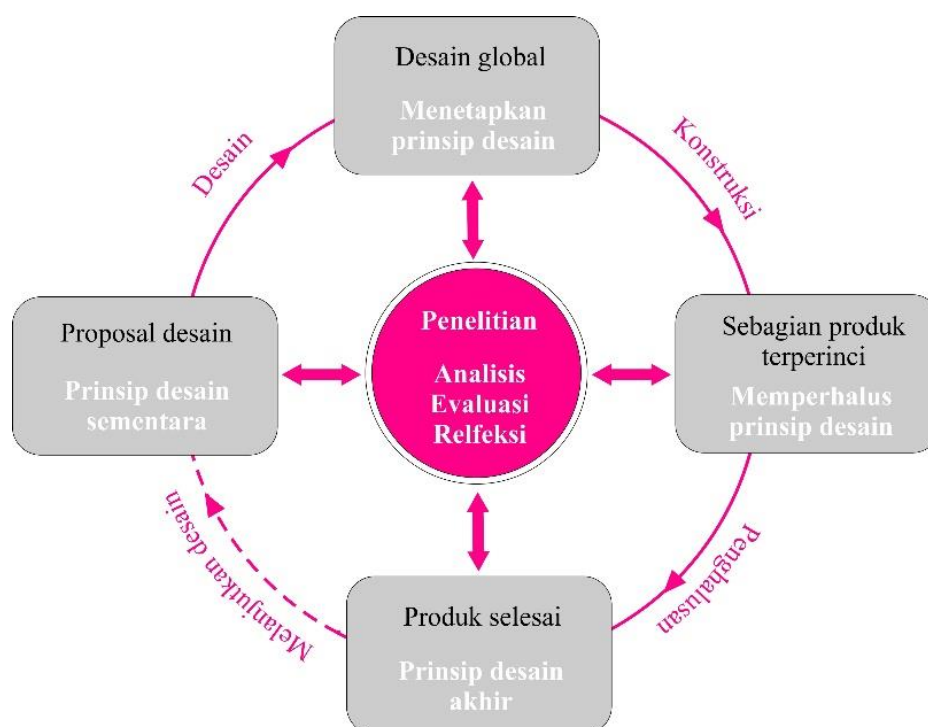 Desain global
Menetapkan
prinsip desain
Desain
Konstruksi
Proposal desain
Prinsip desain
sementara
Penelitian
Analisis
Evaluasi
Relfeksi
Sebagian produk
terperinci
Memperhalus
prinsip desain
Melanjutkan desain
Penghalusan
Produk selesai
Prinsip desain
akhir